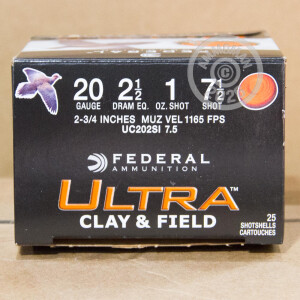 20 2½ 1 7½
GAUGE DRAM EQ. OZ. SHOT SHOT
2-3/4 INCHES MUZ VEL 1165 FPS
UC202SI 7.5
FEDERAL
AMMUNITION
ULTRA™
CLAY & FIELD
25
SHOTSHELLS
CARTOUCHES